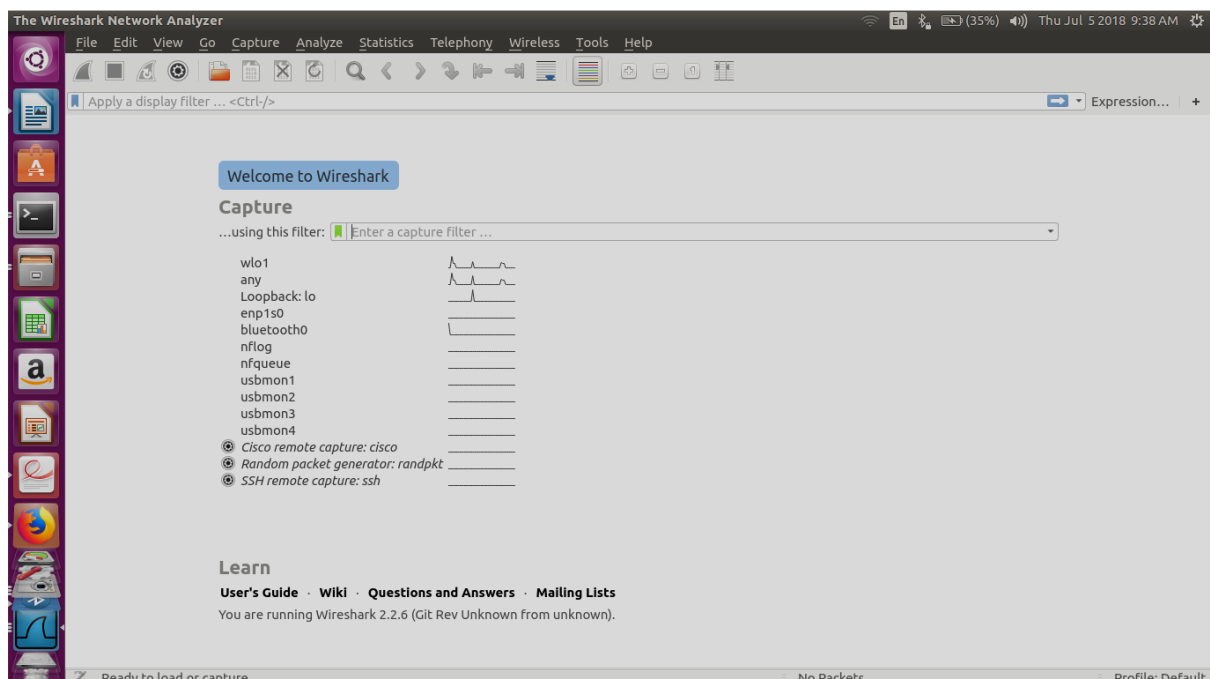 The Wireshark Network Analyzer
En (35%) Thu Jul 5 2018 9:38 AM
File Edit View Go Capture Analyze Statistics Telephony Wireless Tools Help
Apply a display filter … <Ctrl-/> Expression… +
Welcome to Wireshark
Capture
…using this filter: Enter a capture filter …
wlo1
any
Loopback: lo
enp1s0
bluetooth0
nflog
nfqueue
usbmon1
usbmon2
usbmon3
usbmon4
Cisco remote capture: cisco
Random packet generator: randpkt
SSH remote capture: ssh
Learn
User's Guide · Wiki · Questions and Answers · Mailing Lists
You are running Wireshark 2.2.6 (Git Rev Unknown from unknown).
Ready to load or capture No Packets Profile: Default